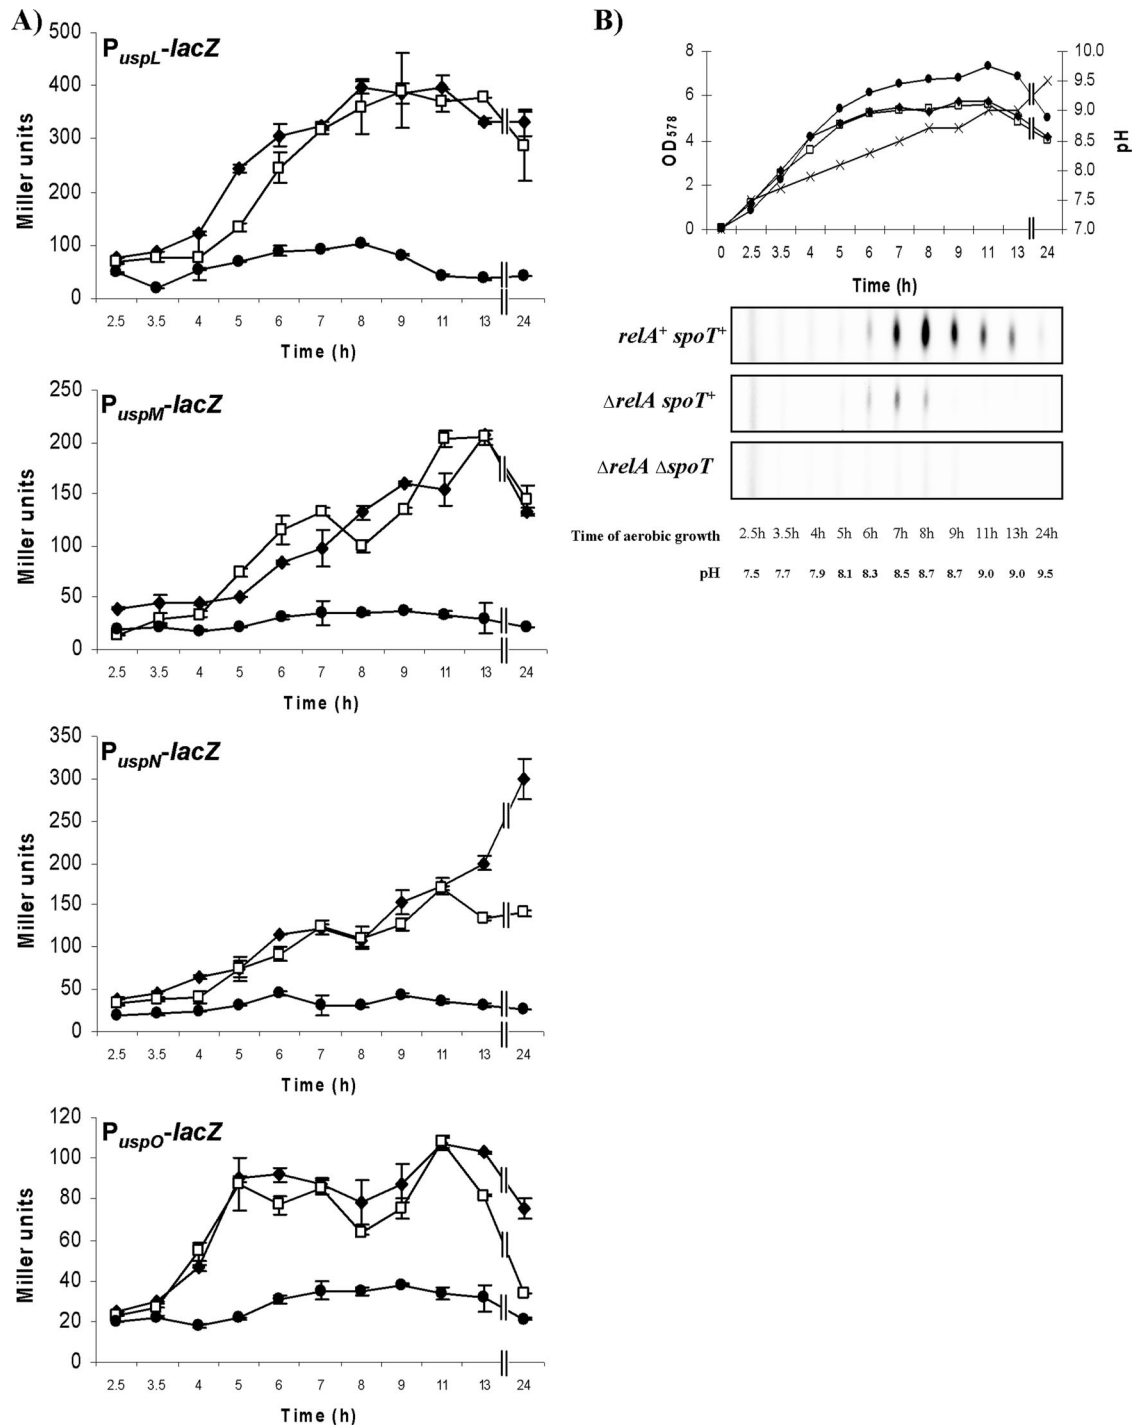 A)
P uspL-lacZ
500
400
300
200
100
0
Miller units
2.5 3.5 4 5 6 7 8 9 11 13 24
Time (h)
P uspM-lacZ
250
200
150
100
50
0
Miller units
2.5 3.5 4 5 6 7 8 9 11 13 24
Time (h)
P uspN-lacZ
350
300
250
200
150
100
50
0
Miller units
2.5 3.5 4 5 6 7 8 9 11 13 24
Time (h)
P uspO-lacZ
120
100
80
60
40
20
0
Miller units
2.5 3.5 4 5 6 7 8 9 11 13 24
Time (h)
B)
8
6
4
2
0
OD578
10.0
9.5
9.0
8.5
8.0
7.5
7.0
pH
0 2.5 3.5 4 5 6 7 8 9 11 13 24
Time (h)
relA+ spoT+
ΔrelA spoT+
ΔrelA ΔspoT
Time of aerobic growth 2.5h 3.5h 4h 5h 6h 7h 8h 9h 11h 13h 24h
pH 7.5 7.7 7.9 8.1 8.3 8.5 8.7 8.7 9.0 9.0 9.5